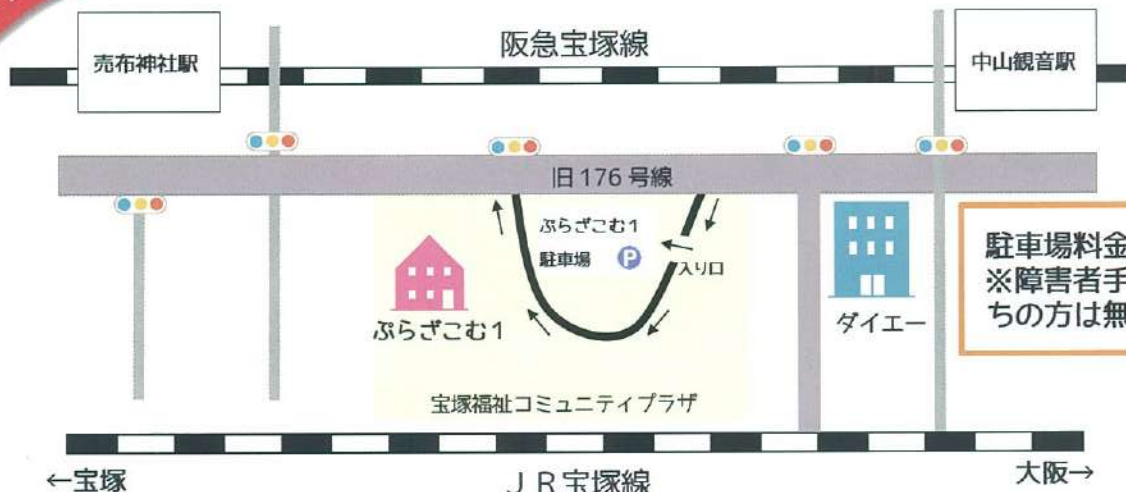 阪急宝塚線
売布神社駅
中山観音駅
旧176号線
ぷらざこむ1
駐車場 P
入り口
ぷらざこむ1
ダイエー
駐車場料金
※障害者手
ちの方は無
宝塚福祉コミュニティプラザ
←宝塚
JR宝塚線
大阪→